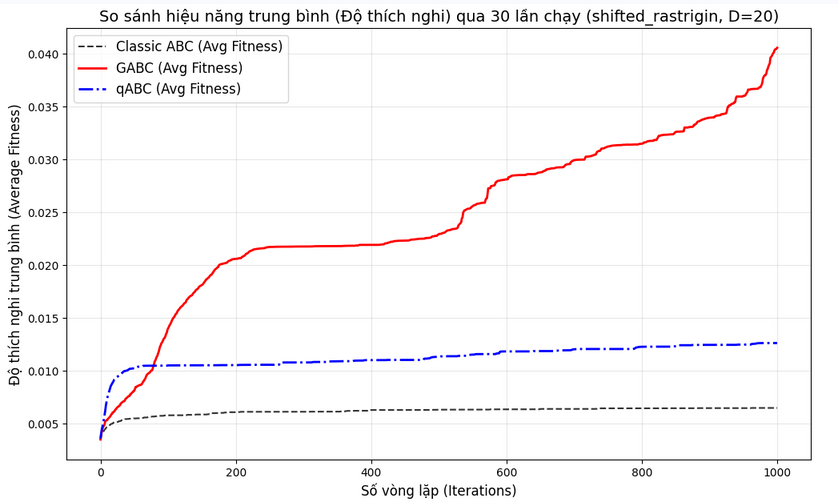 So sánh hiệu năng trung bình (Độ thích nghi) qua 30 lần chạy (shifted_rastrigin, D=20)
Classic ABC (Avg Fitness)
GABC (Avg Fitness)
qABC (Avg Fitness)
Độ thích nghi trung bình (Average Fitness)
0.040
0.035
0.030
0.025
0.020
0.015
0.010
0.005
0
200
400
600
800
1000
Số vòng lặp (Iterations)